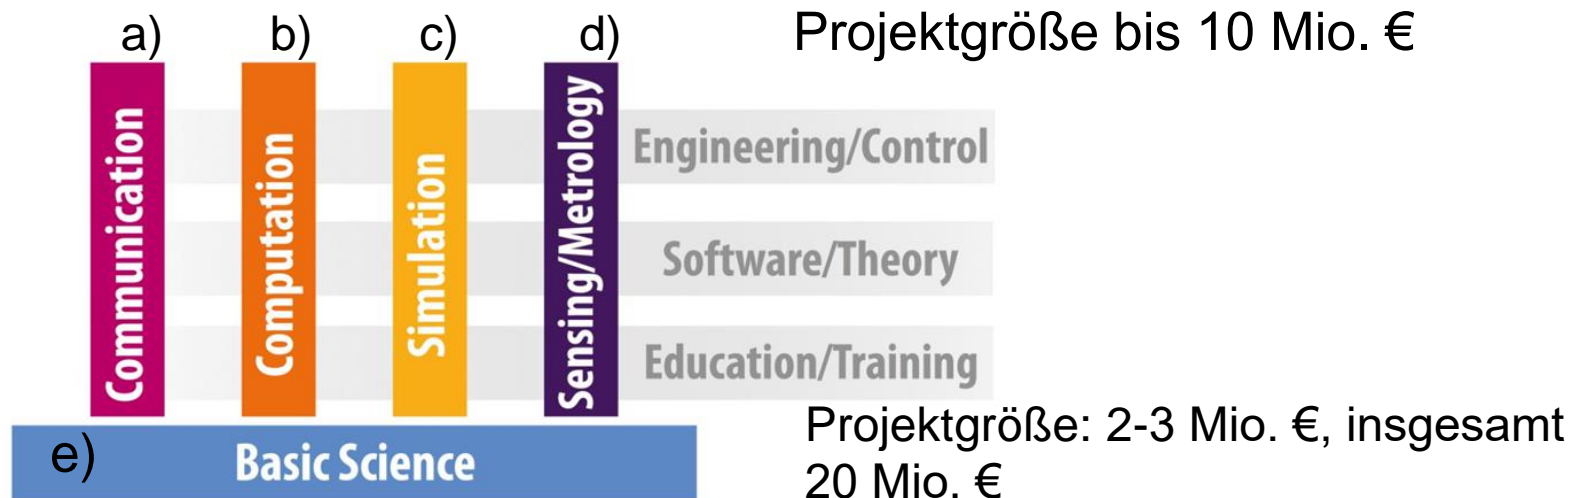 a) b) c) d) Projektgröße bis 10 Mio. €
Communication
Computation
Simulation
Sensing/Metrology
Engineering/Control
Software/Theory
Education/Training
e) Basic Science
Projektgröße: 2-3 Mio. €, insgesamt
20 Mio. €